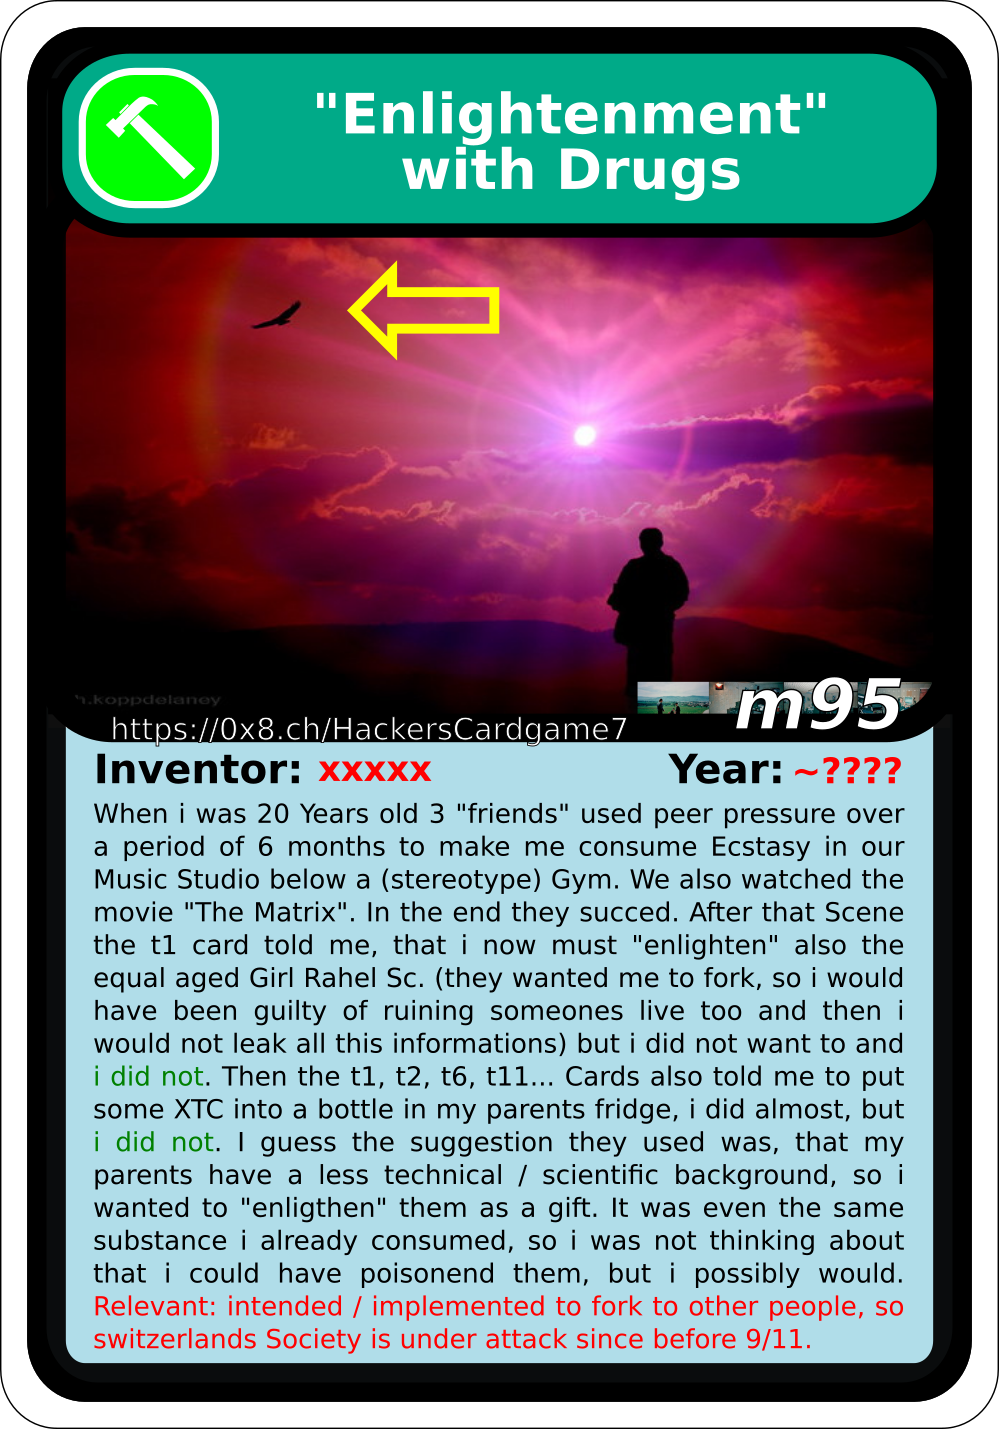 "Enlightenment"
with Drugs
h.koppdelaney
m95
https://0x8.ch/HackersCardgame7
Inventor: xxxxx Year: ~????
When i was 20 Years old 3 "friends" used peer pressure over
a period of 6 months to make me consume Ecstasy in our
Music Studio below a (stereotype) Gym. We also watched the
movie "The Matrix". In the end they succed. After that Scene
the t1 card told me, that i now must "enlighten" also the
equal aged Girl Rahel Sc. (they wanted me to fork, so i would
have been guilty of ruining someones live too and then i
would not leak all this informations) but i did not want to and
i did not. Then the t1, t2, t6, t11... Cards also told me to put
some XTC into a bottle in my parents fridge, i did almost, but
i did not. I guess the suggestion they used was, that my
parents have a less technical / scientific background, so i
wanted to "enligthen" them as a gift. It was even the same
substance i already consumed, so i was not thinking about
that i could have poisonend them, but i possibly would.
Relevant: intended / implemented to fork to other people, so
switzerlands Society is under attack since before 9/11.